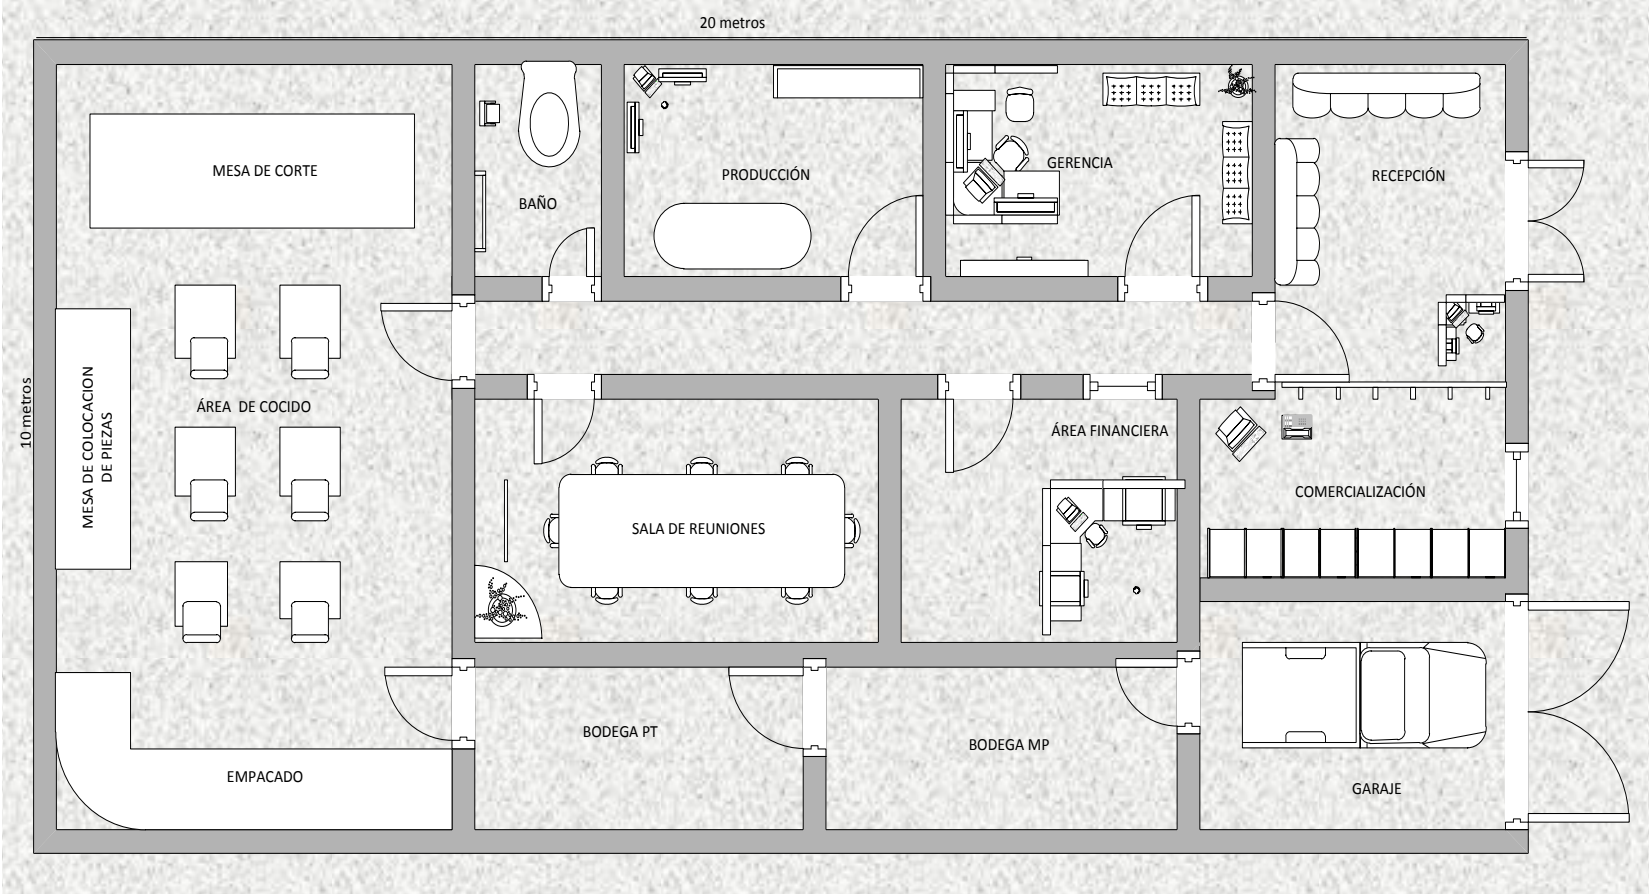 20 metros
MESA DE CORTE
BAÑO
PRODUCCIÓN
GERENCIA
RECEPCIÓN
10 metros
MESA DE COLOCACION
DE PIEZAS
ÁREA  DE COCIDO
SALA DE REUNIONES
ÁREA FINANCIERA
COMERCIALIZACIÓN
EMPACADO
BODEGA PT
BODEGA MP
GARAJE